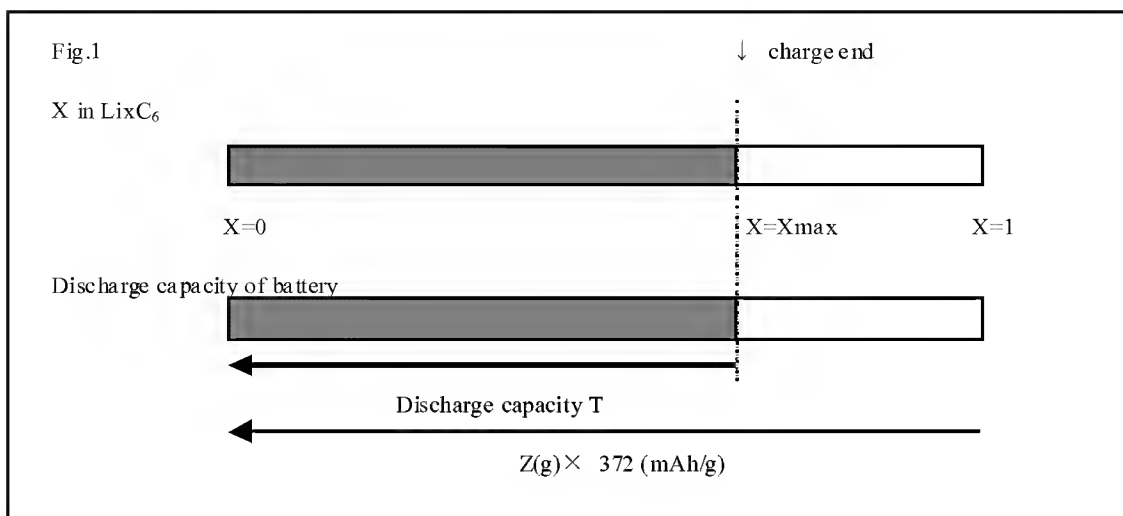 Fig.1
↓ charge end
X in LixC₆
X=0 X=Xmax X=1
Discharge capacity of battery
Discharge capacity T
Z(g)× 372 (mAh/g)